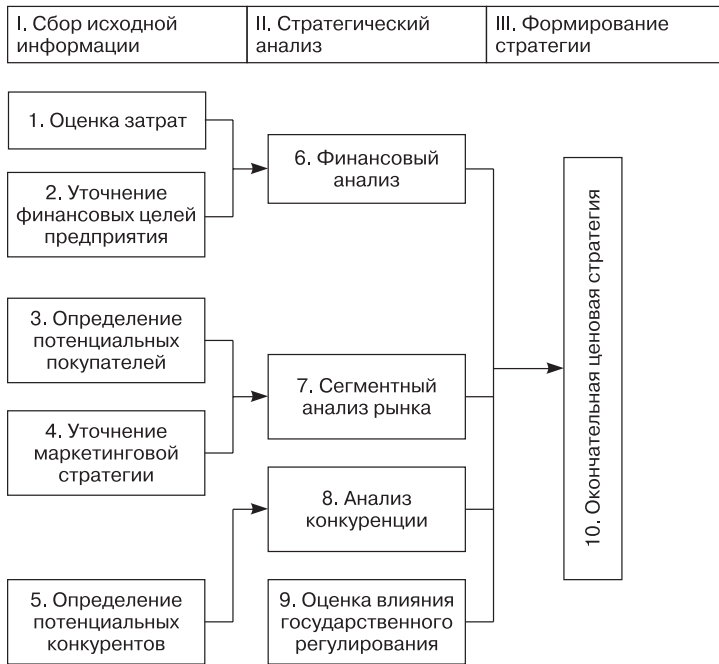 I. Сбор исходной
информации
II. Стратегический
анализ
III. Формирование
стратегии
1. Оценка затрат
2. Уточнение
финансовых целей
предприятия
3. Определение
потенциальных
покупателей
4. Уточнение
маркетинговой
стратегии
5. Определение
потенциальных
конкурентов
6. Финансовый
анализ
7. Сегментный
анализ рынка
8. Анализ
конкуренции
9. Оценка влияния
государственного
регулирования
10. Окончательная ценовая стратегия